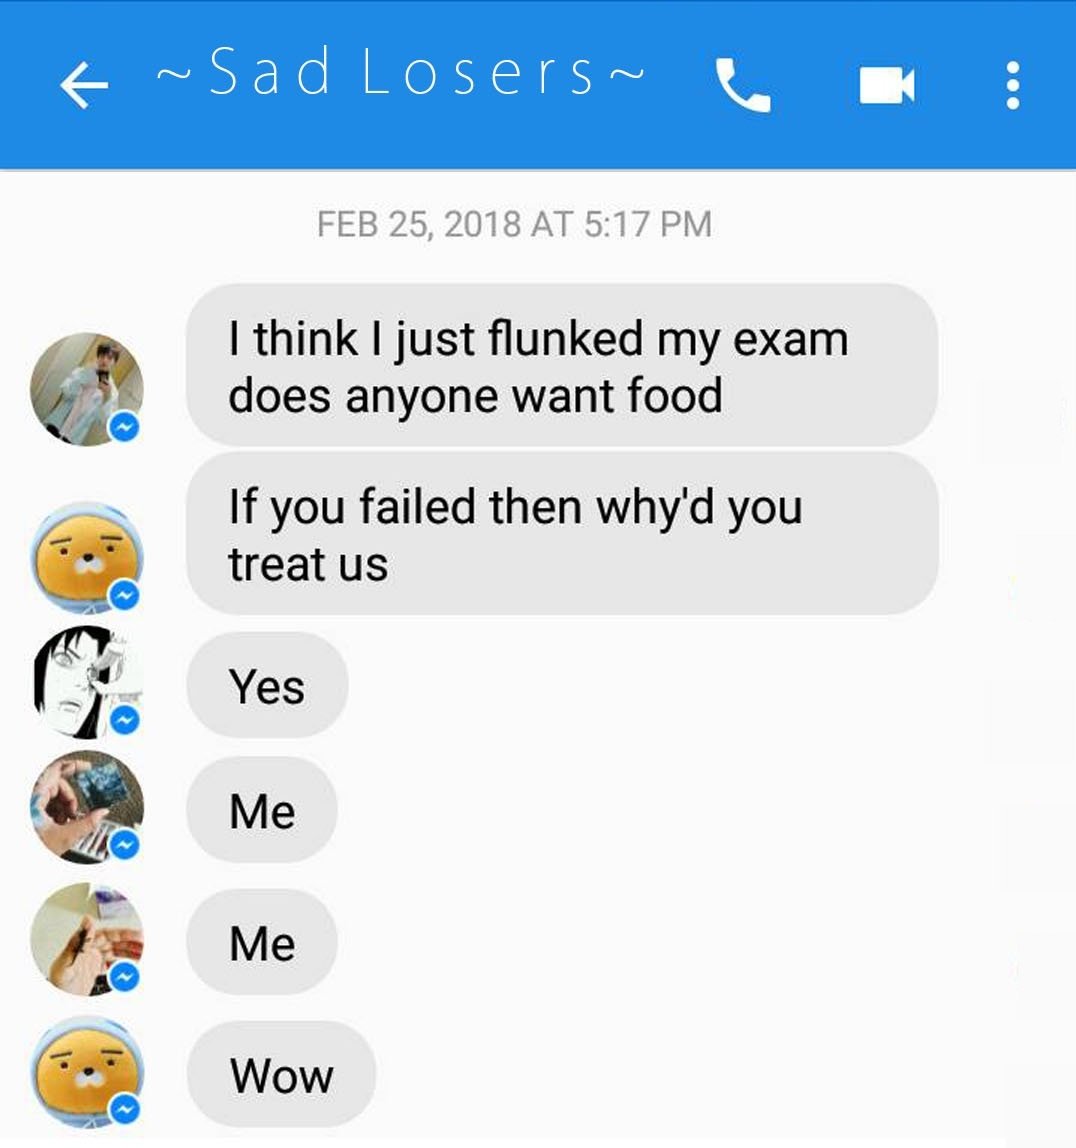 ~Sad Losers~
FEB 25, 2018 AT 5:17 PM
I think I just flunked my exam
does anyone want food
If you failed then why'd you
treat us
Yes
Me
Me
Wow